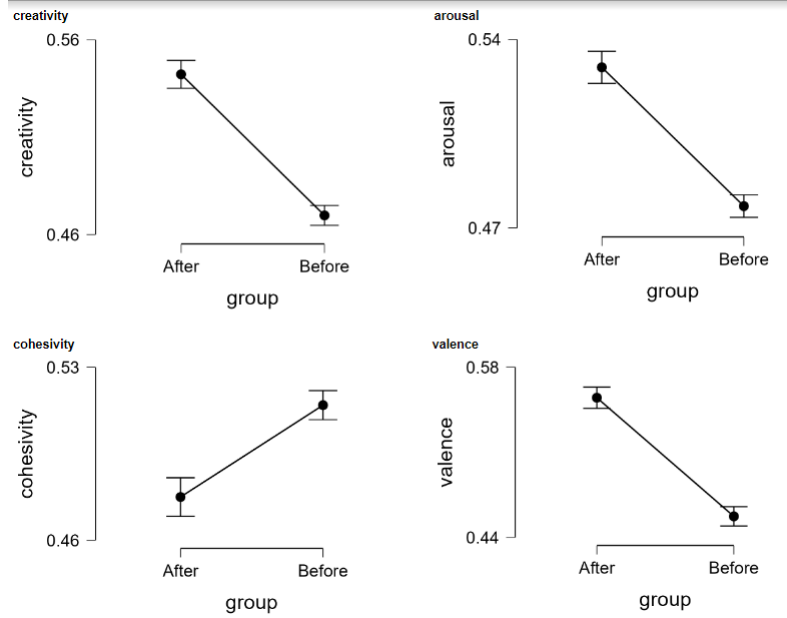 creativity
0.56
creativity
0.46
After Before
group
arousal
0.54
arousal
0.47
After Before
group
cohesivity
0.53
cohesivity
0.46
After Before
group
valence
0.58
valence
0.44
After Before
group